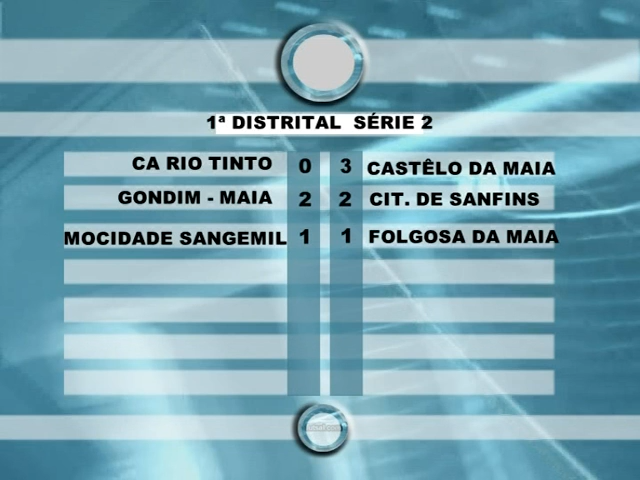 1ª DISTRITAL SÉRIE 2
CA RIO TINTO 0 3 CASTÊLO DA MAIA
GONDIM - MAIA 2 2 CIT. DE SANFINS
MOCIDADE SANGEMIL 1 1 FOLGOSA DA MAIA